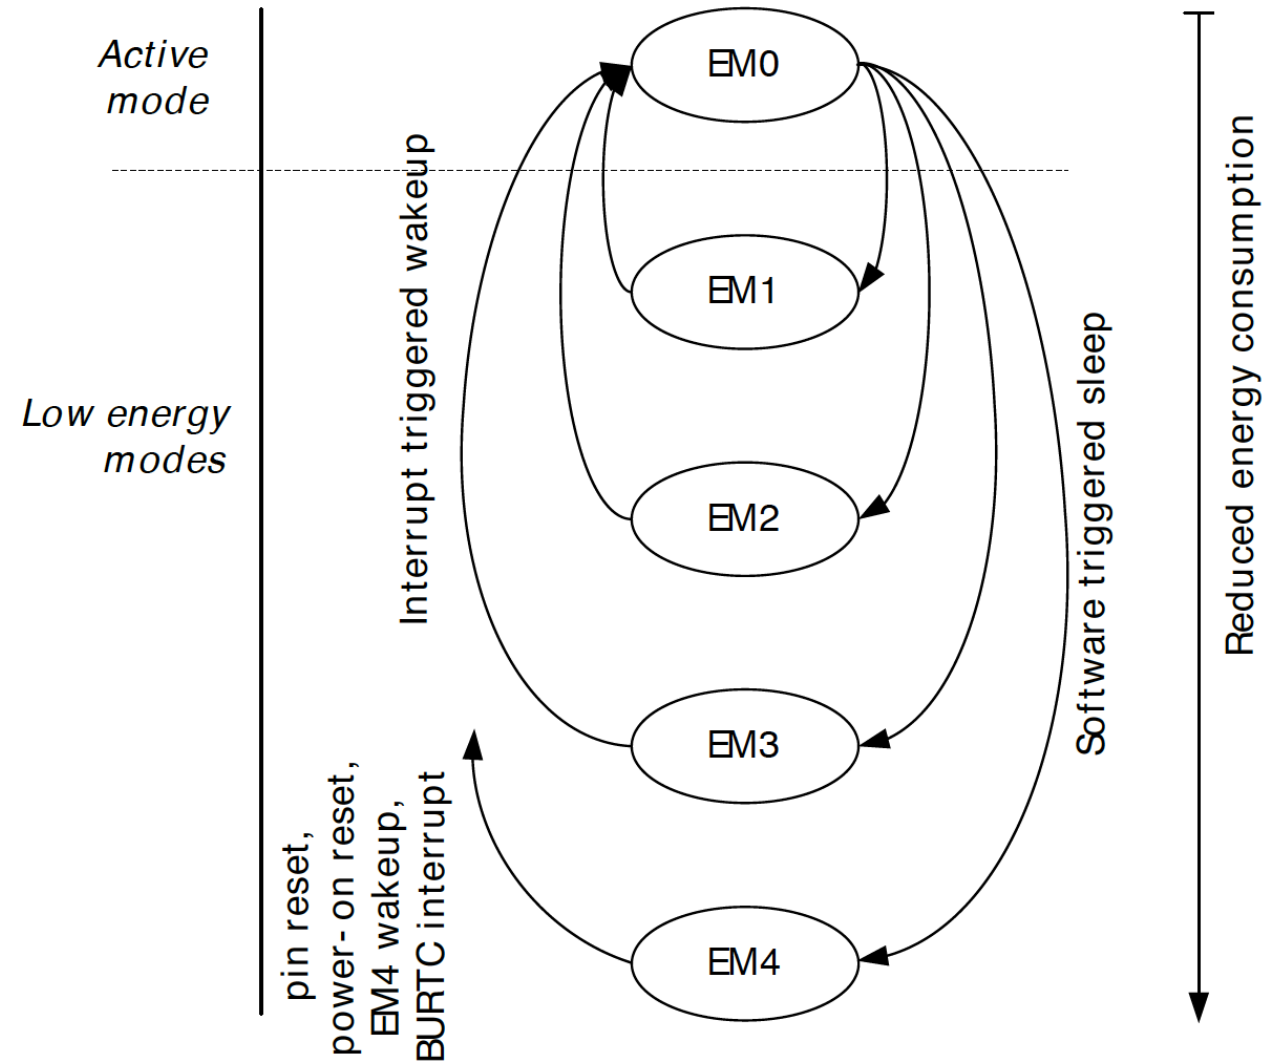 Active
mode
EM0
Interrupt triggered wakeup
Reduced energy consumption
EM1
Software triggered sleep
Low energy
modes
EM2
EM3
pin reset,
power-on reset,
EM4 wakeup,
BURTC interrupt
EM4